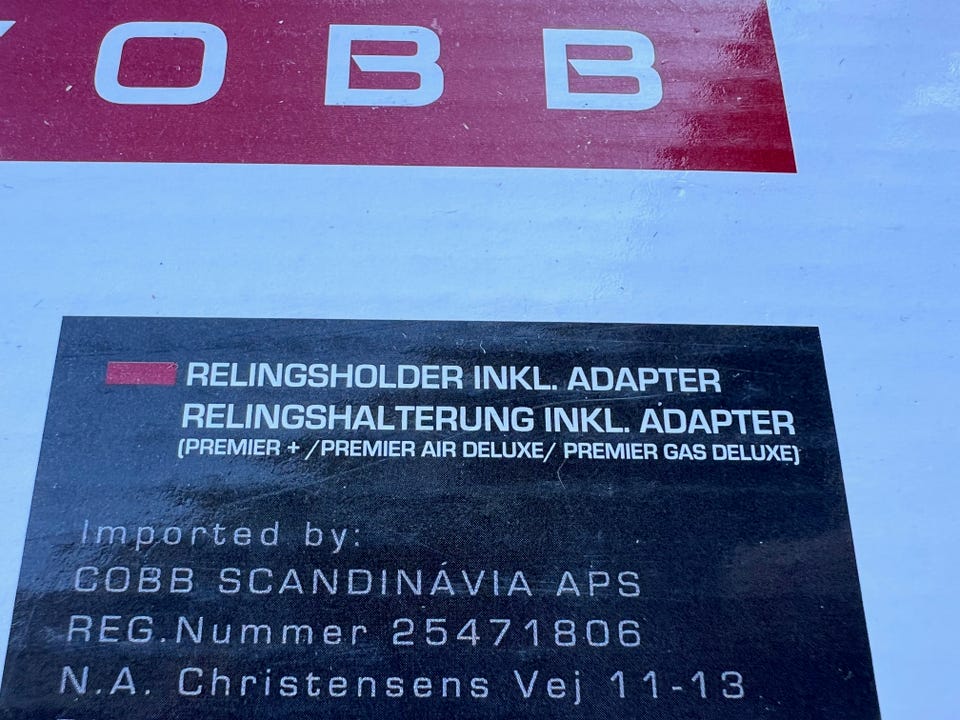 OBB
RELINGSHOLDER INKL. ADAPTER
RELINGSHALTERUNG INKL. ADAPTER
(PREMIER + /PREMIER AIR DELUXE/ PREMIER GAS DELUXE)
Imported by:
COBB SCANDINAVIA APS
REG.Nummer 25471806
N.A. Christensens Vej 11-13